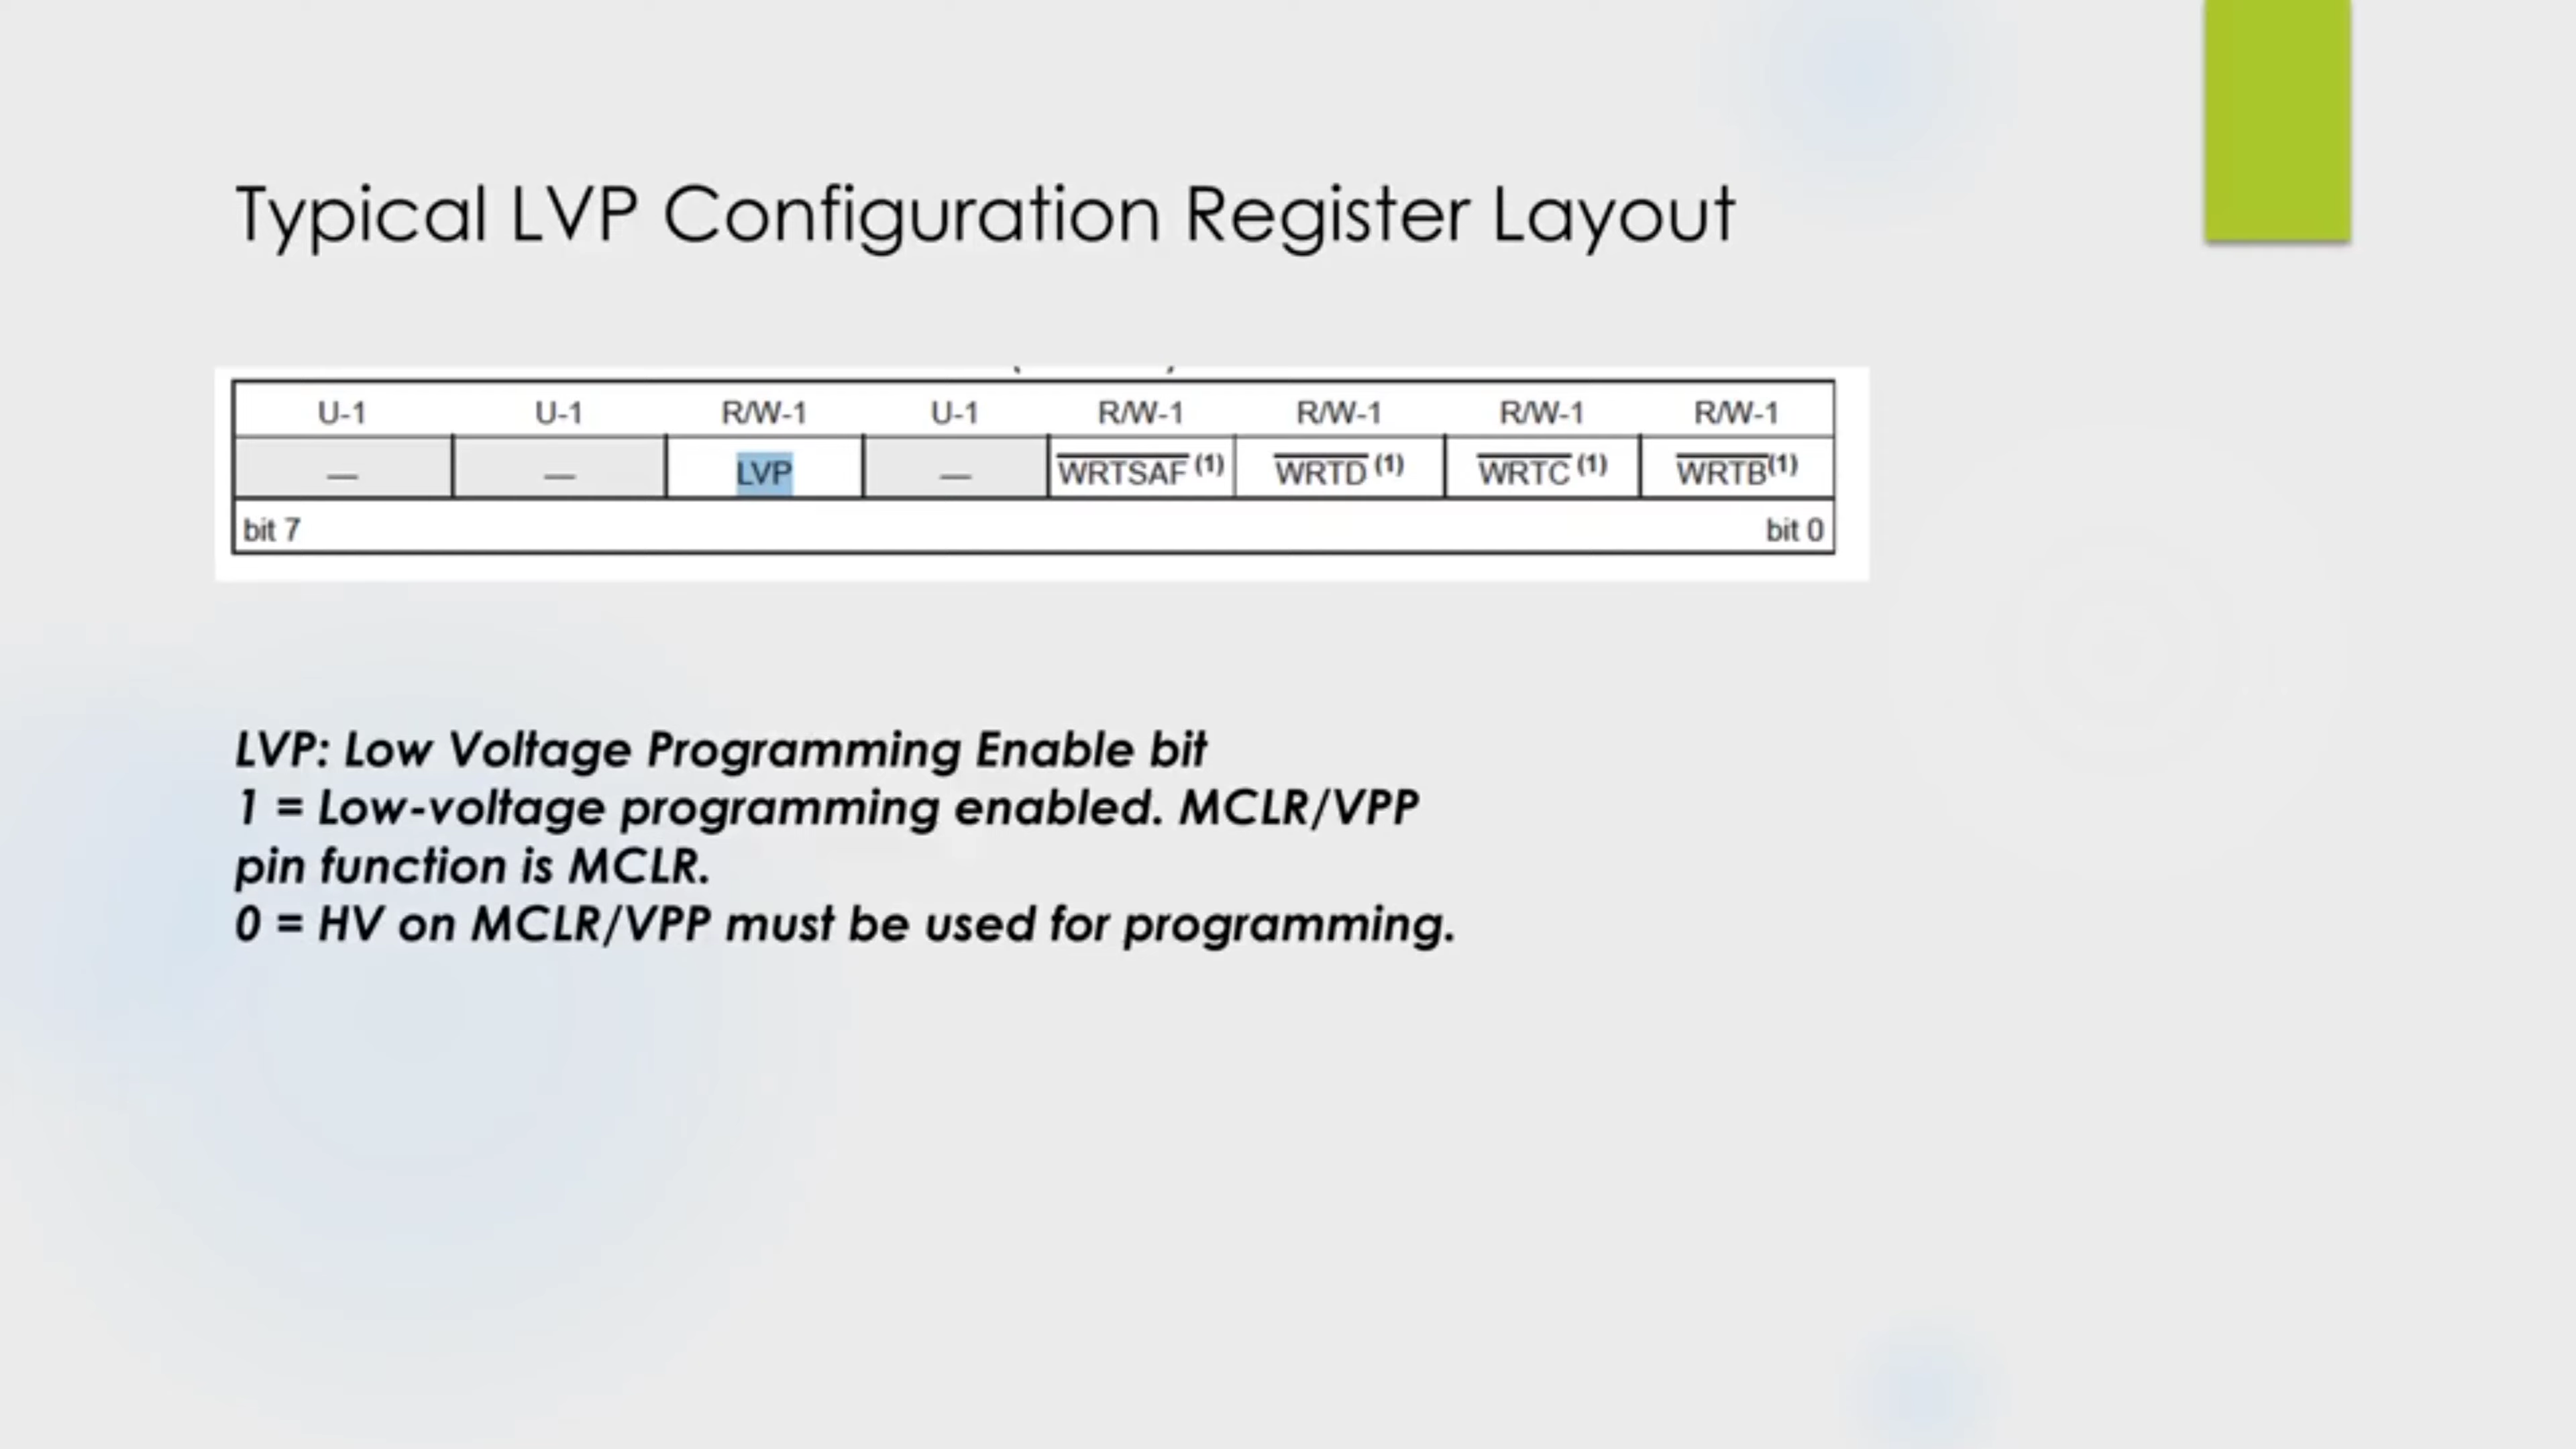 Typical LVP Configuration Register Layout
U-1 U-1 R/W-1 U-1 R/W-1 R/W-1 R/W-1 R/W-1
— — LVP — WRTSAF (1) WRTD (1) WRTC (1) WRTB(1)
bit 7 bit 0
LVP: Low Voltage Programming Enable bit
1 = Low-voltage programming enabled. MCLR/VPP
pin function is MCLR.
0 = HV on MCLR/VPP must be used for programming.